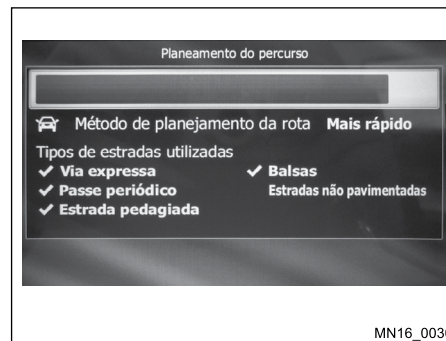 Planeamento do percurso
Método de planejamento da rota Mais rápido
Tipos de estradas utilizadas
Via expressa
Balsas
Passe periódico
Estradas não pavimentadas
Estrada pedagiada